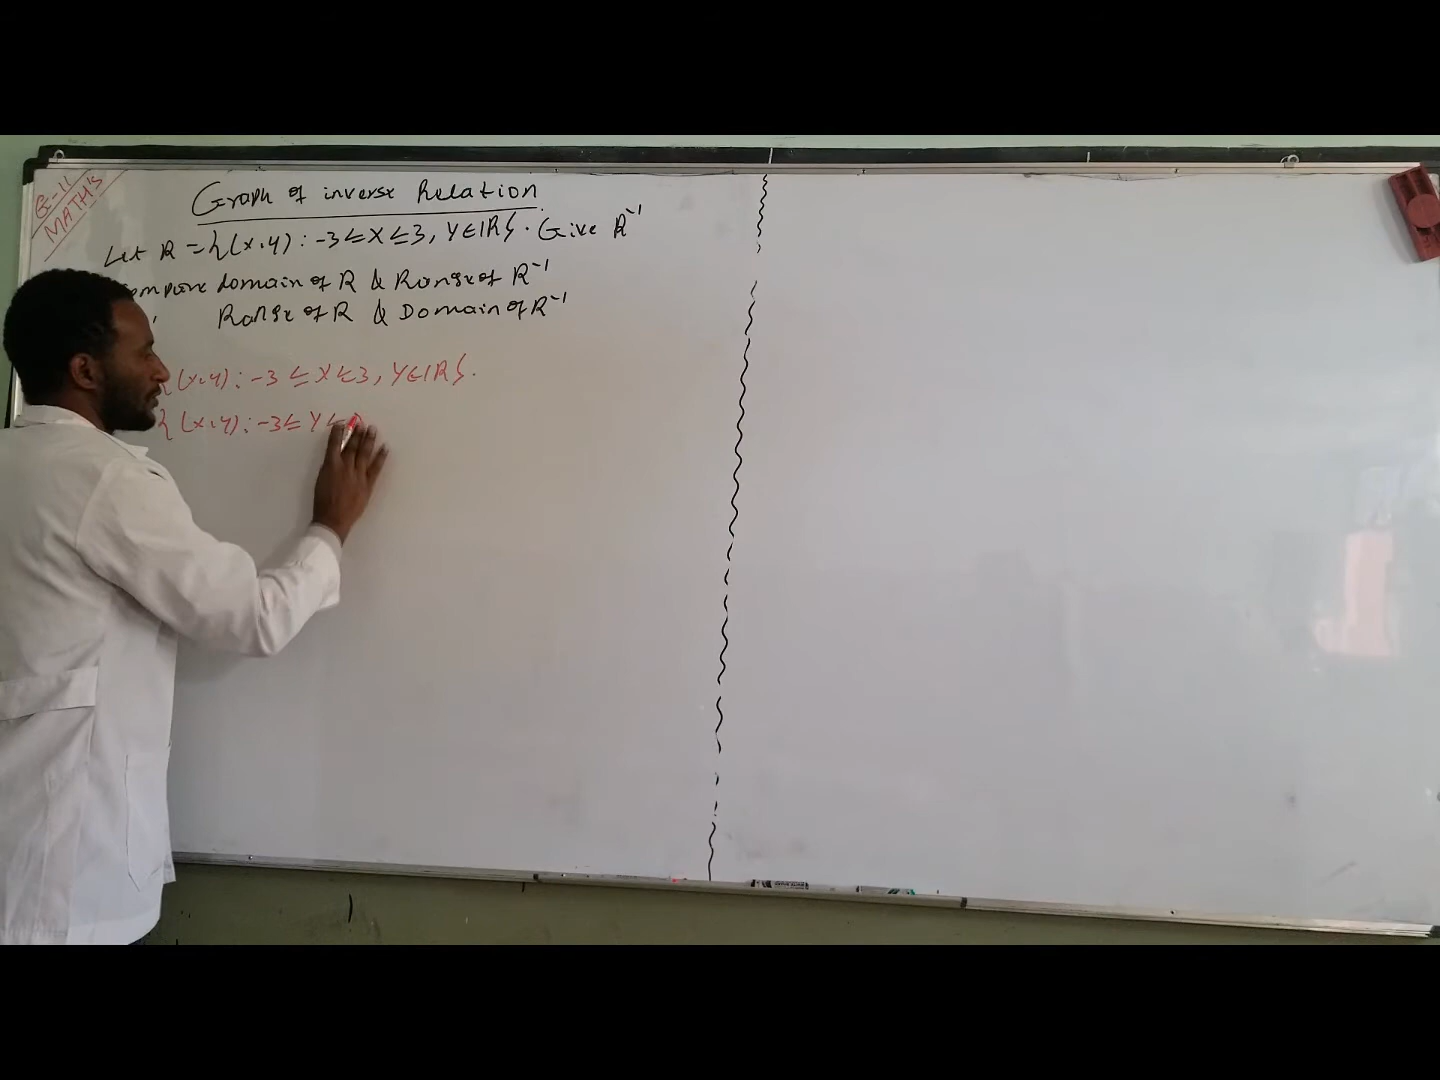 G-11
MATH'S
Graph of inverse Relation
Let R = {(x,y) : -3 ≤ X ≤ 3, Y ∈ IR}. Give R⁻¹
ompare domain of R & Range of R⁻¹
Range of R & Domain of R⁻¹
{(x,y) : -3 ≤ X ≤ 3, Y ∈ IR}.
{(x,y) : -3 ≤ Y ≤